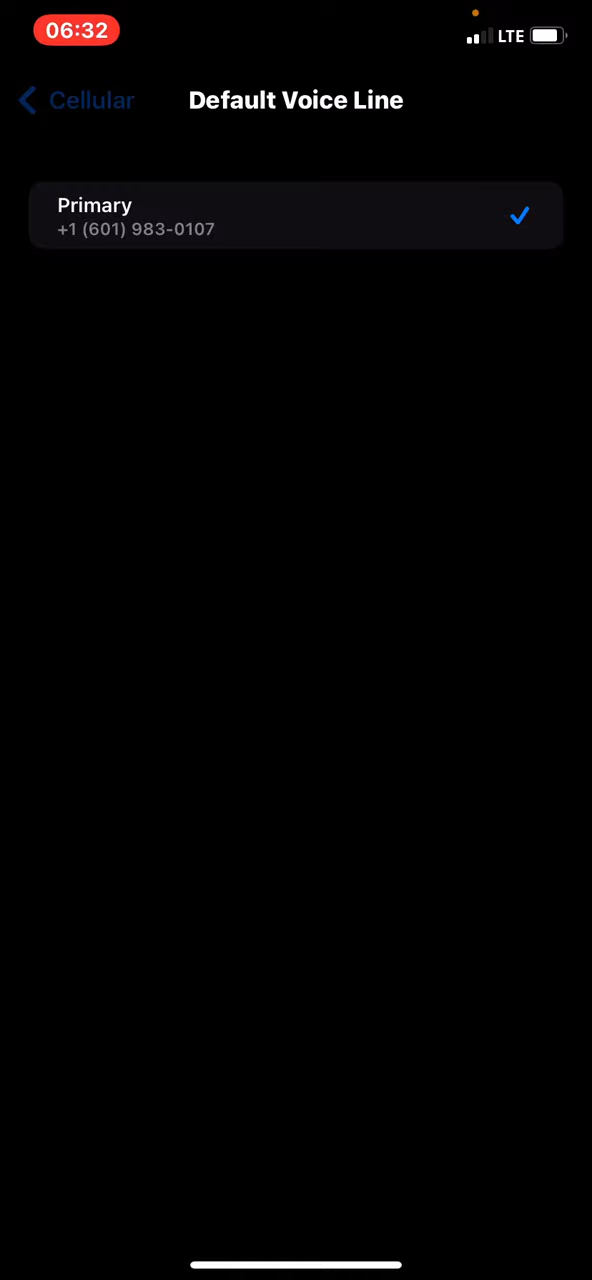 06:32
LTE
Cellular
Default Voice Line
Primary
+1 (601) 983-0107